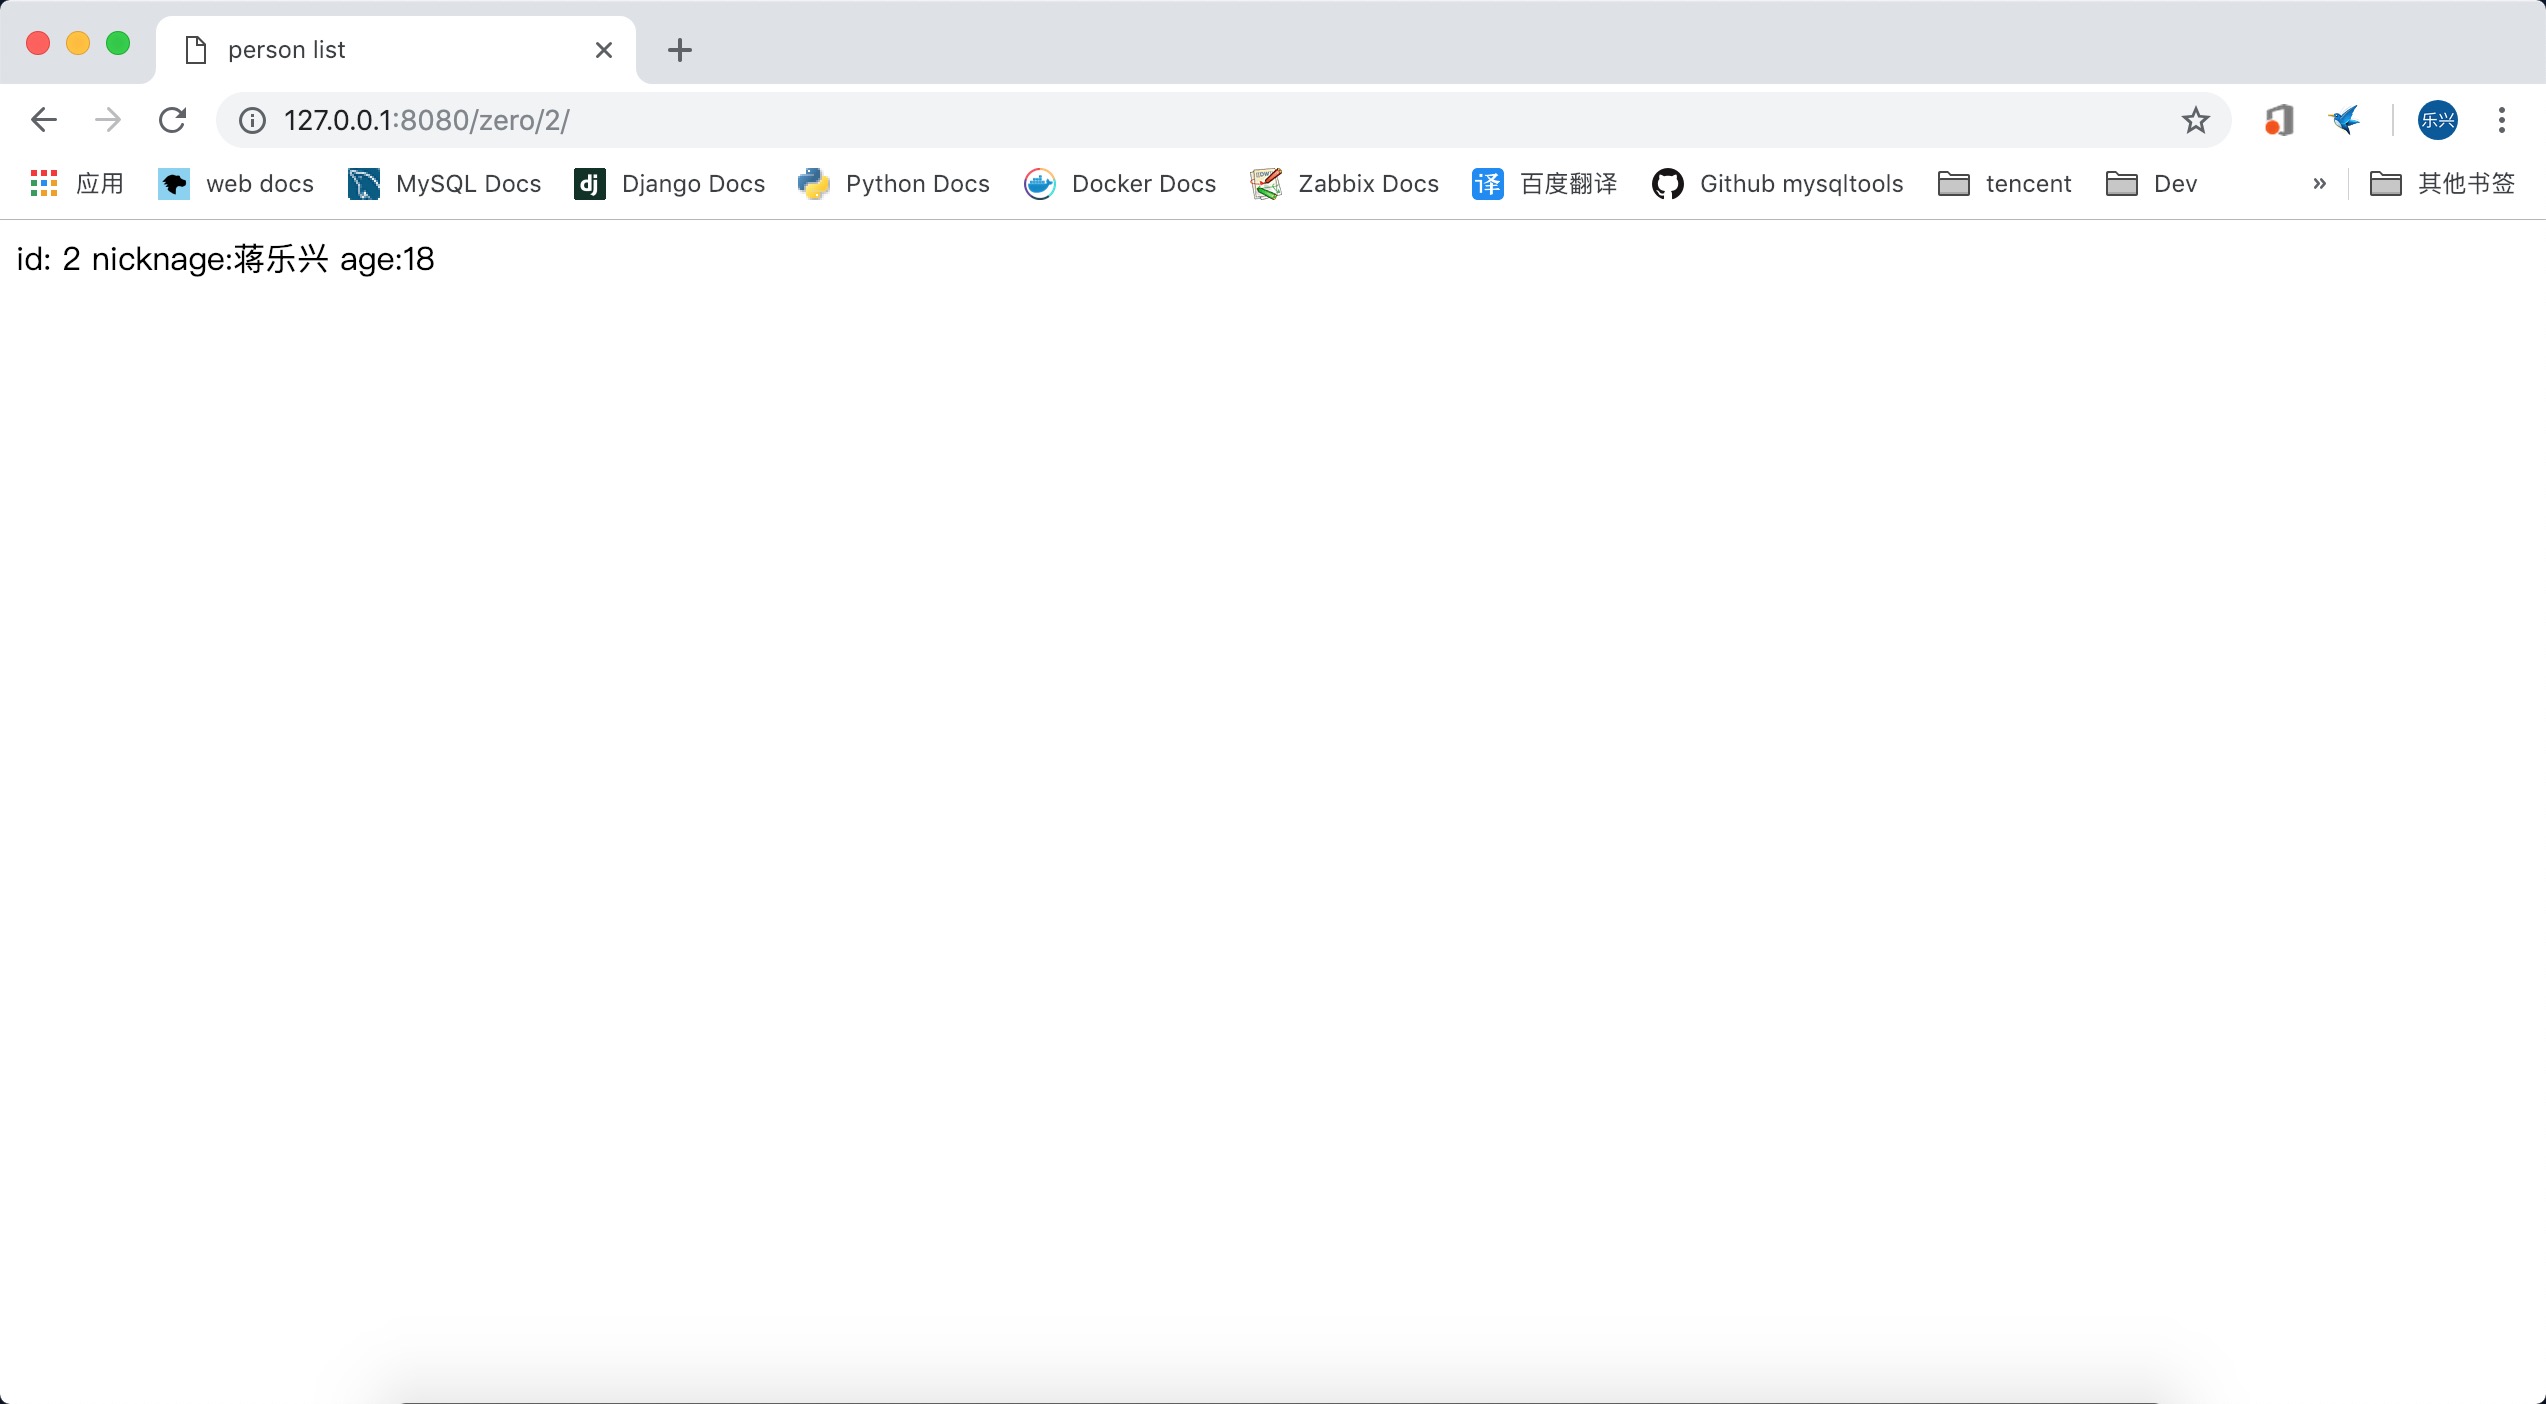 person list
127.0.0.1:8080/zero/2/
乐兴
应用 web docs MySQL Docs dj Django Docs Python Docs Docker Docs Zabbix Docs 译 百度翻译 Github mysqltools tencent Dev » 其他书签
id: 2 nicknage:蒋乐兴 age:18